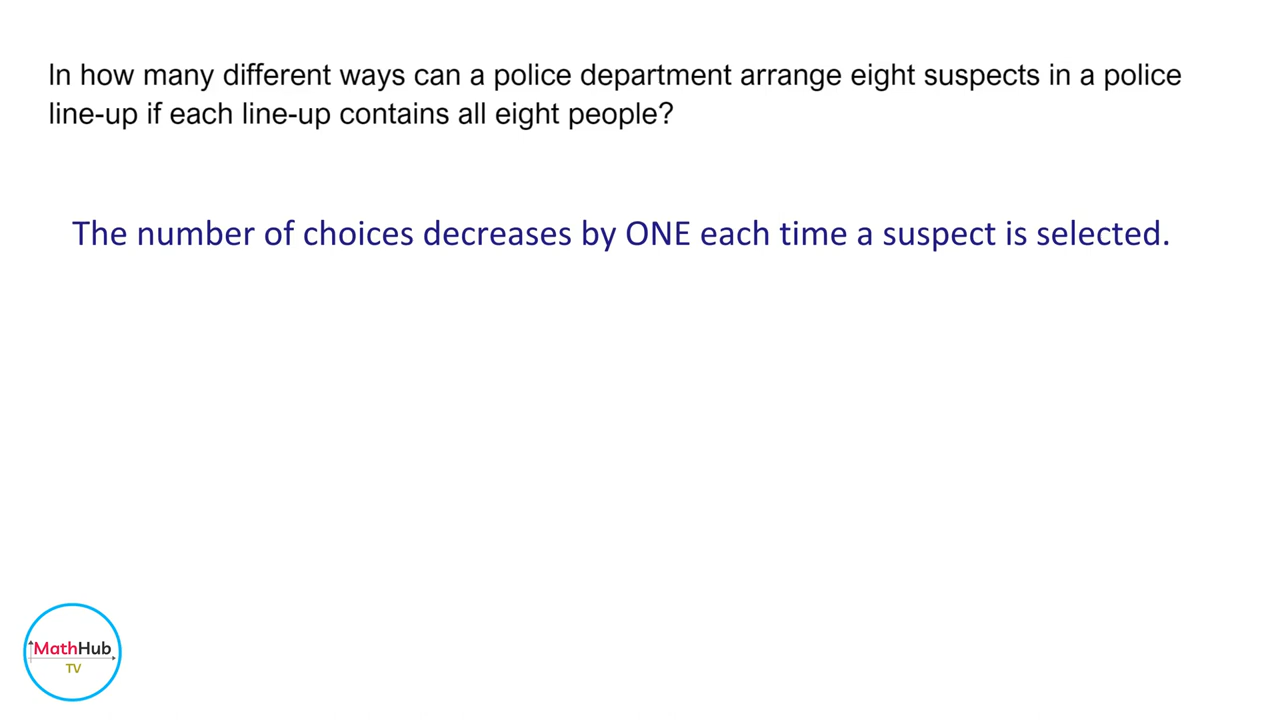 In how many different ways can a police department arrange eight suspects in a police
line-up if each line-up contains all eight people?
The number of choices decreases by ONE each time a suspect is selected.
MathHub
TV